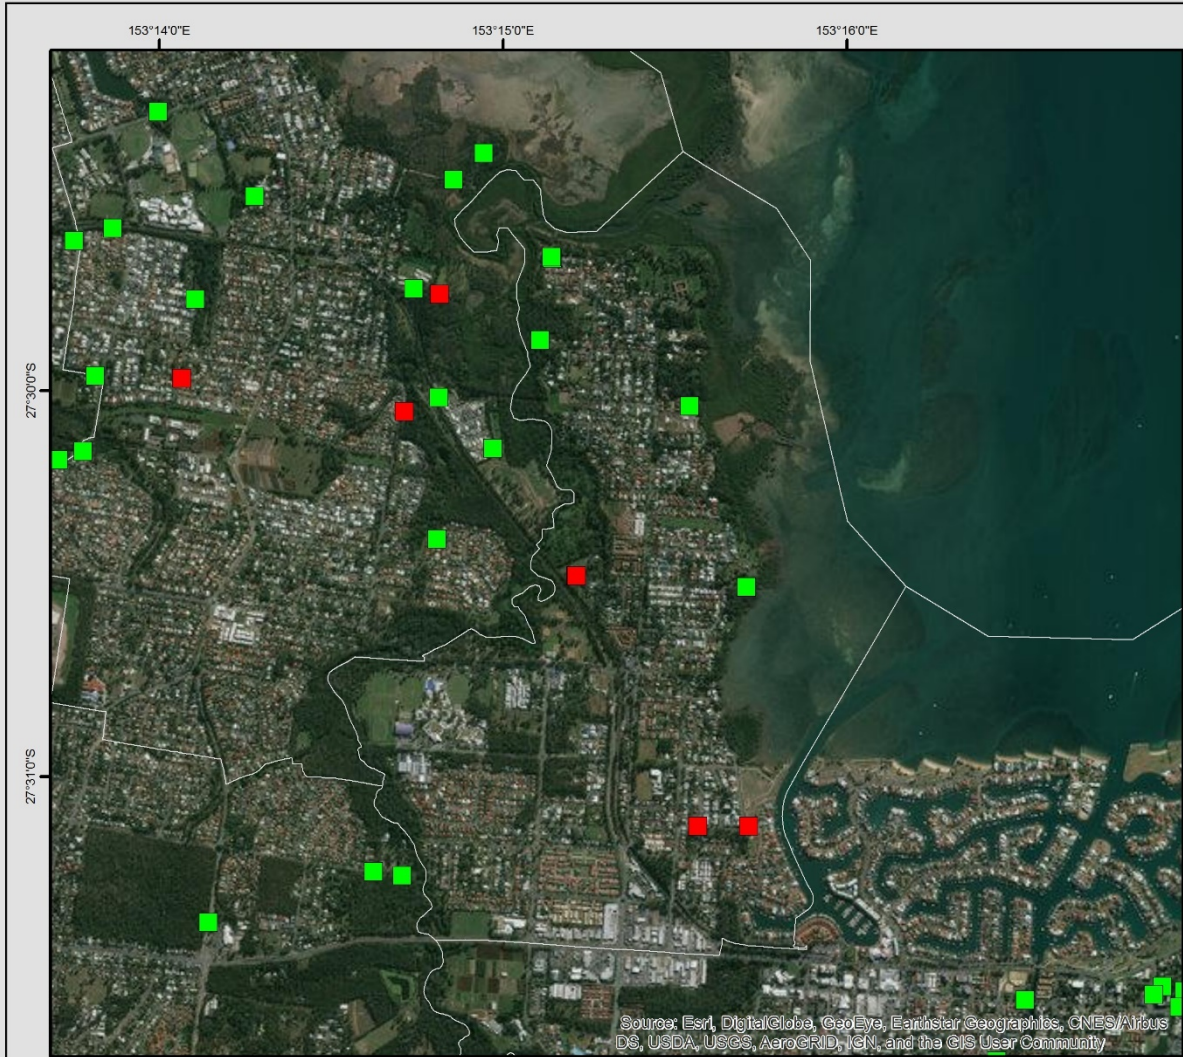 153°14'0"E 153°15'0"E 153°16'0"E
27°30'0"S
27°31'0"S
Source: Esri, DigitalGlobe, GeoEye, Earthstar Geographics, CNES/Airbus
DS, USDA, USGS, AeroGRID, IGN, and the GIS User Community